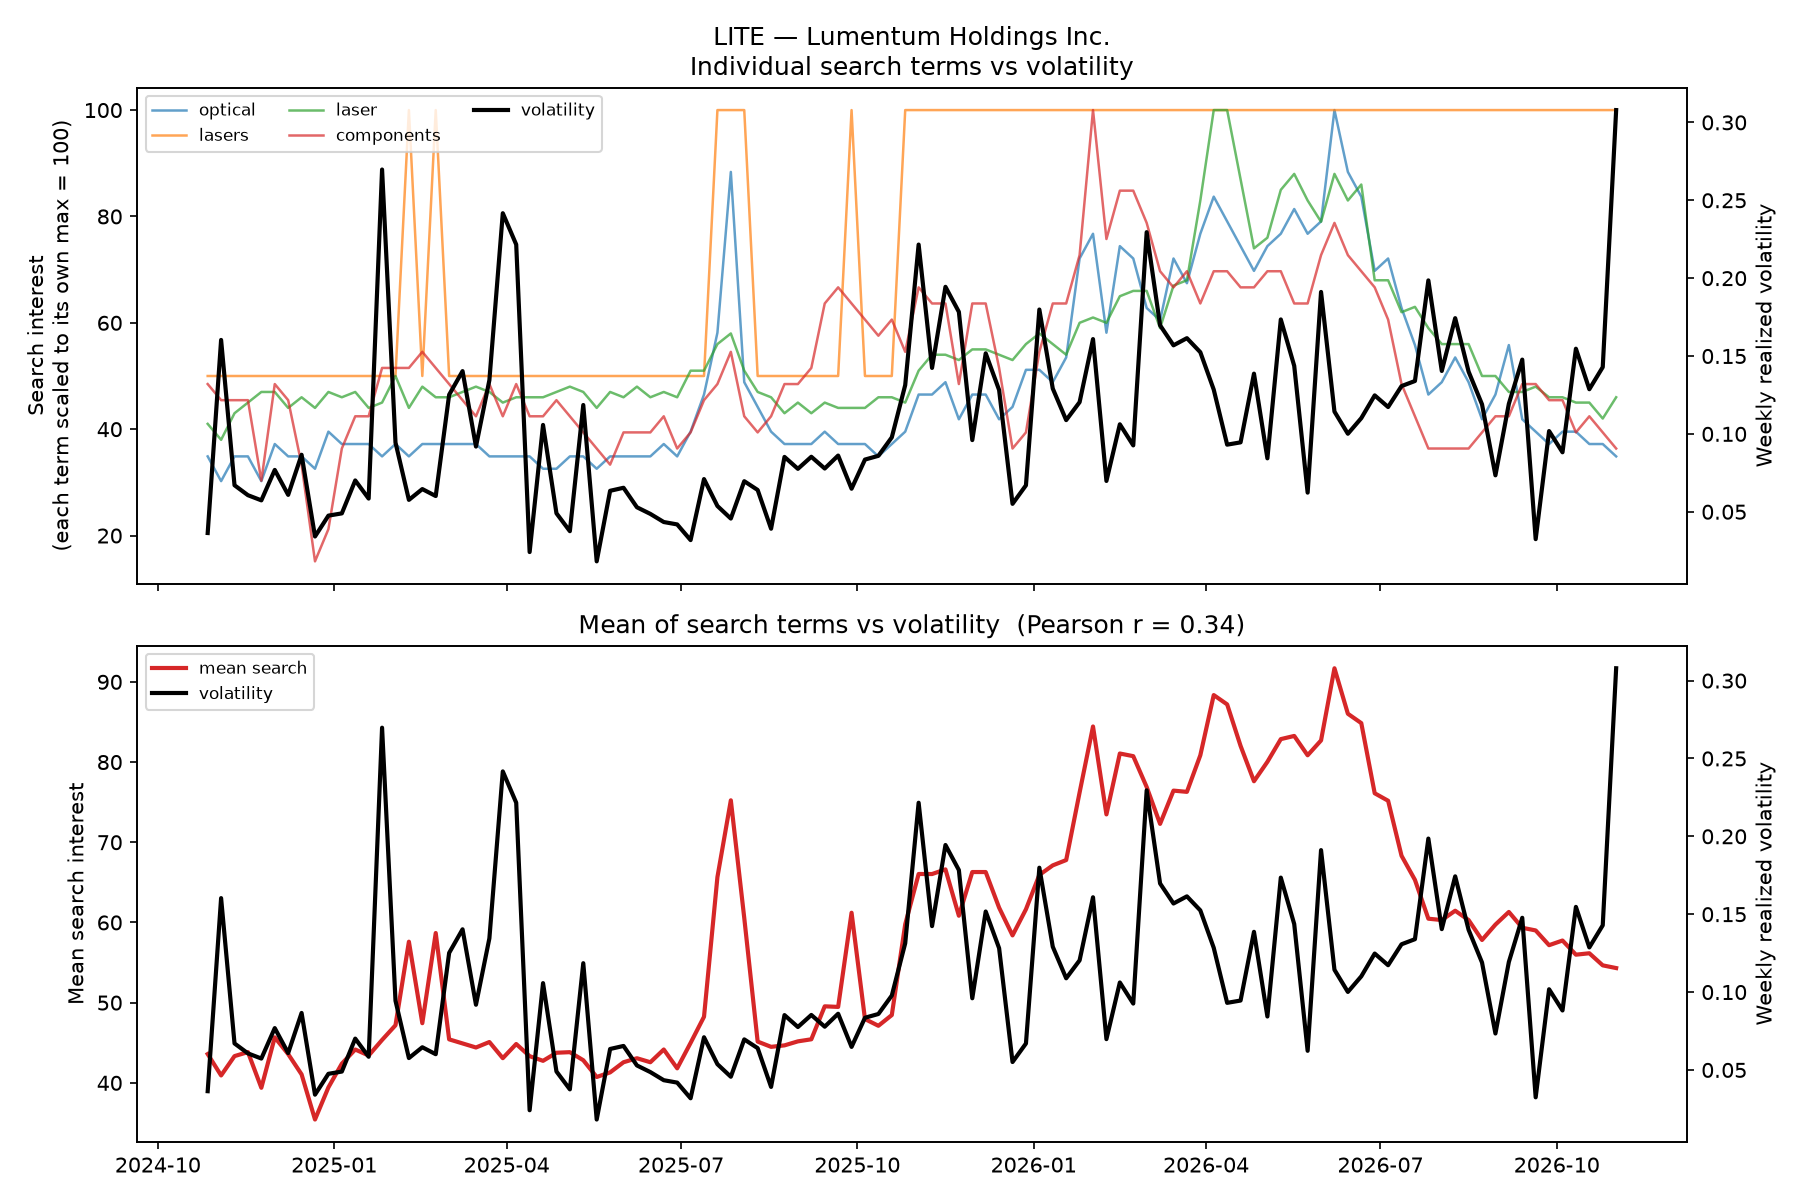 LITE — Lumentum Holdings Inc.
Individual search terms vs volatility
optical
lasers
laser
components
volatility
Search interest
(each term scaled to its own max = 100)
100
80
60
40
20
0.30
0.25
0.20
0.15
0.10
0.05
Weekly realized volatility
Mean of search terms vs volatility  (Pearson r = 0.34)
mean search
volatility
Mean search interest
90
80
70
60
50
40
0.30
0.25
0.20
0.15
0.10
0.05
Weekly realized volatility
2024-10
2025-01
2025-04
2025-07
2025-10
2026-01
2026-04
2026-07
2026-10